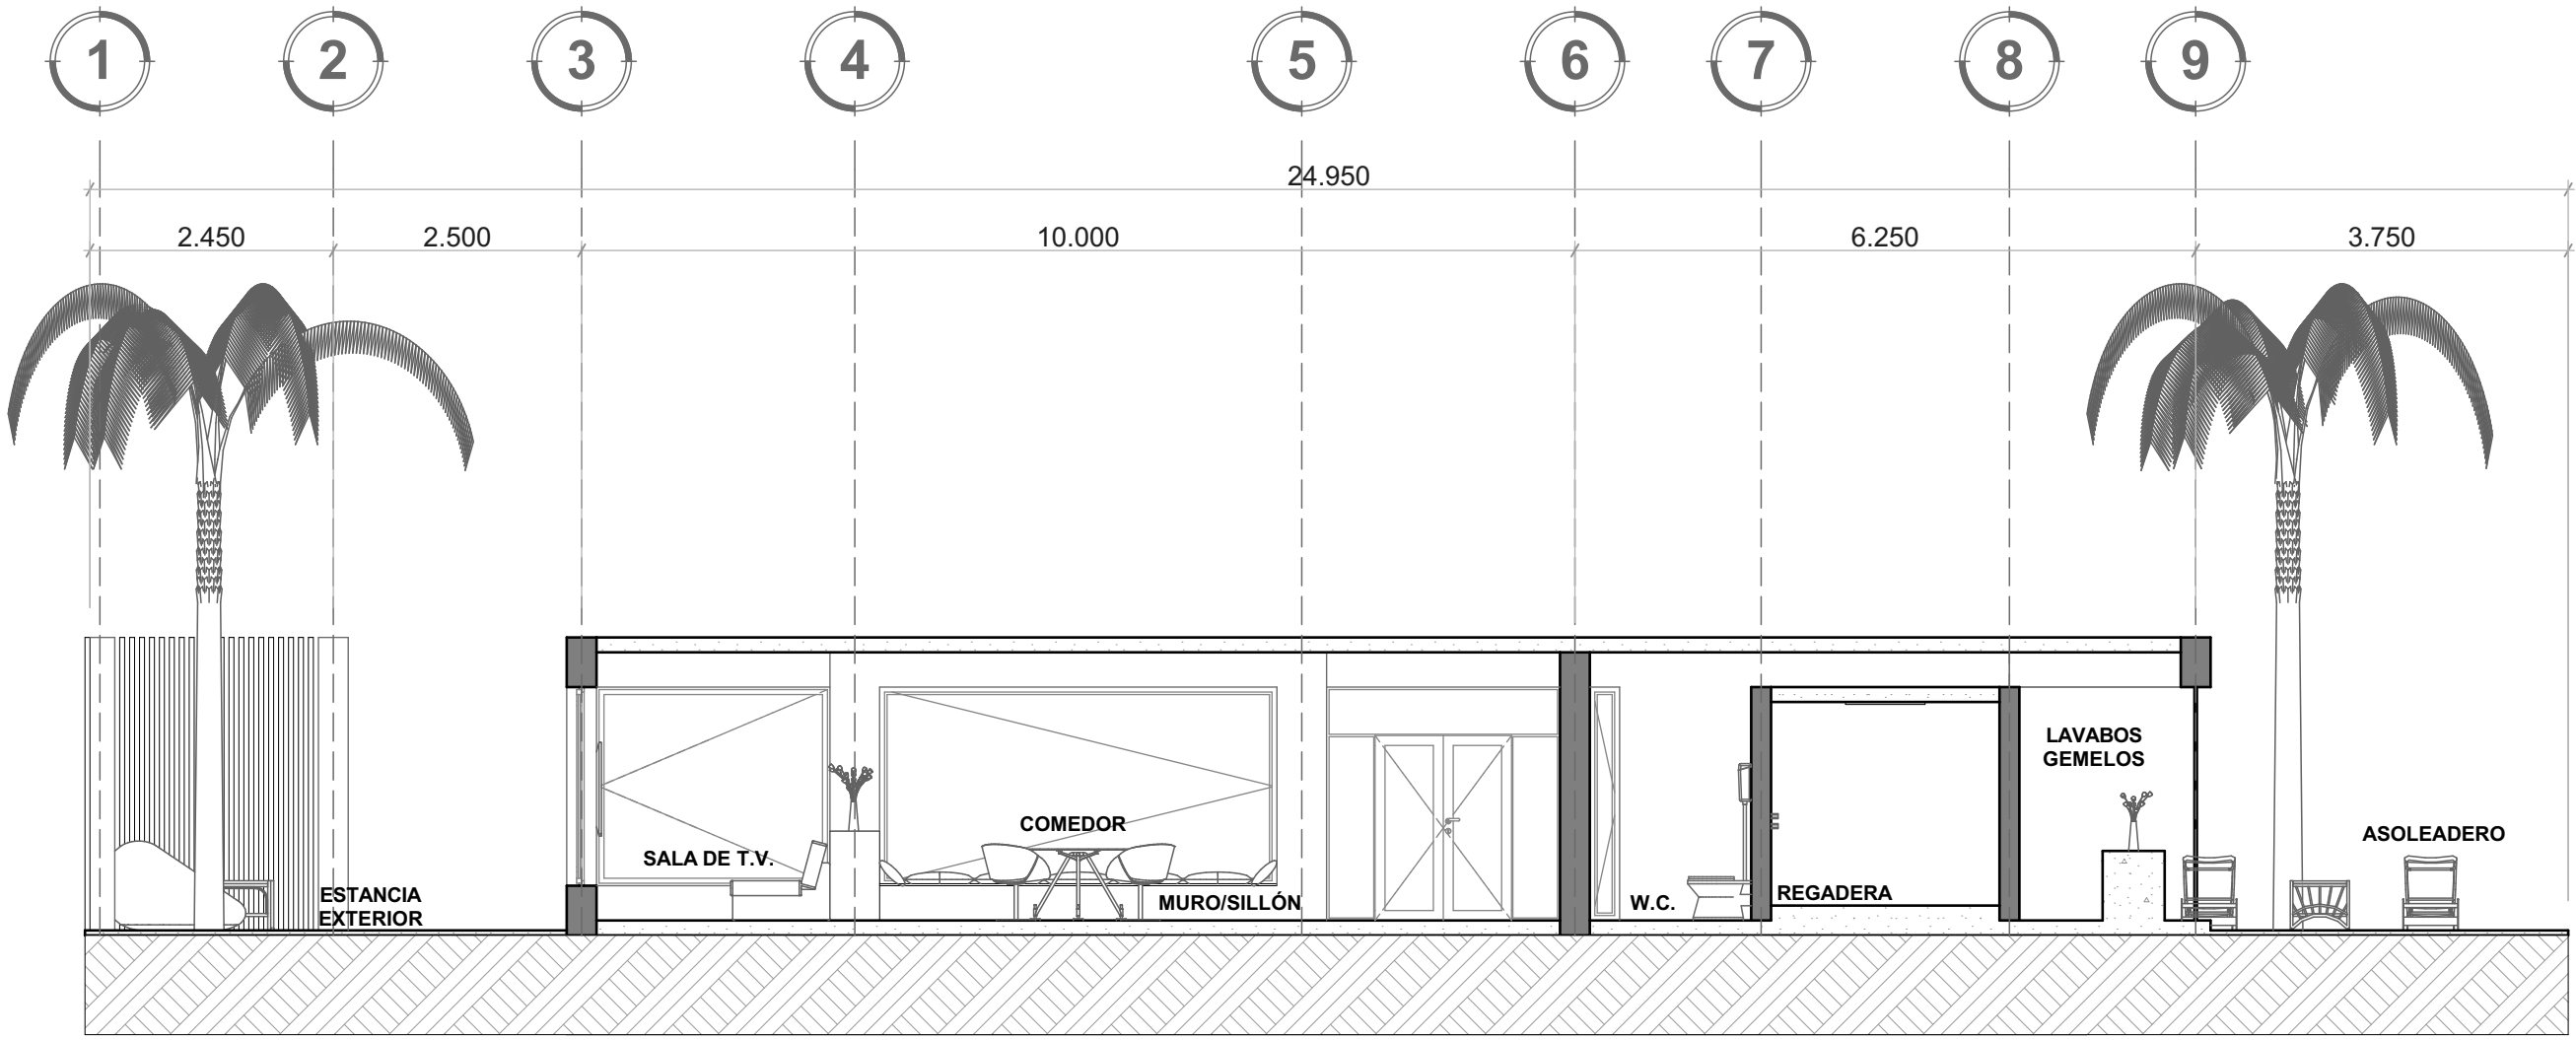 1 2 3 4 5 6 7 8 9
24.950
2.450 2.500 10.000 6.250 3.750
LAVABOS
GEMELOS
COMEDOR
ASOLEADERO
SALA DE T.V.
ESTANCIA
EXTERIOR
MURO/SILLÓN
W.C.
REGADERA